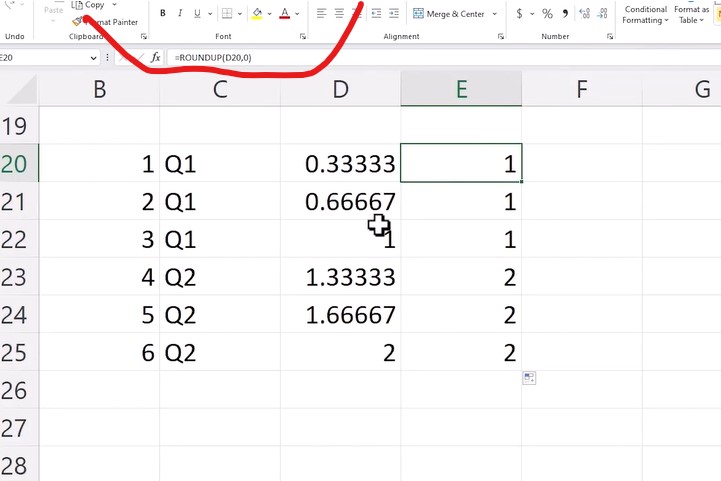 Copy
Paste
Format Painter
B I U
A
Merge & Center
$ % ,
Conditional Formatting
Format as Table
Undo
Clipboard
Font
Alignment
Number
E20
fx
=ROUNDUP(D20,0)
B C D E F G
19
20 1 Q1 0.33333 1
21 2 Q1 0.66667 1
22 3 Q1 1 1
23 4 Q2 1.33333 2
24 5 Q2 1.66667 2
25 6 Q2 2 2
26
27
28